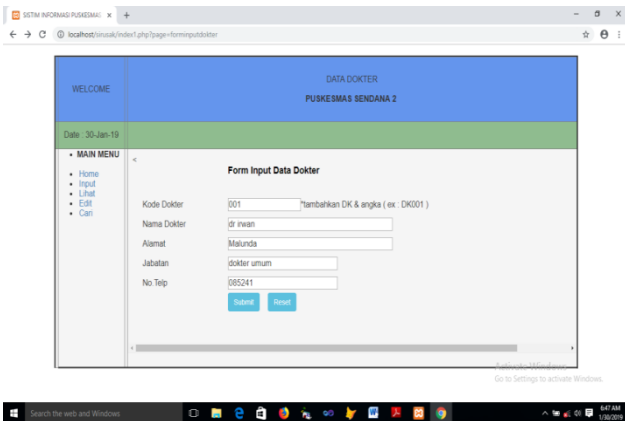 SISTIM INFORMASI PUSKESMAS
localhost/sirusak/index1.php?page=forminputdokter
WELCOME
DATA DOKTER
PUSKESMAS SENDANA 2
Date : 30-Jan-19
MAIN MENU
Home
Input
Lihat
Edit
Cari
<
Form Input Data Dokter
Kode Dokter 001 *tambahkan DK & angka ( ex : DK001 )
Nama Dokter dr irwan
Alamat Malunda
Jabatan dokter umum
No.Telp 085241
Submit Reset
Activate Windows
Go to Settings to activate Windows.
Search the web and Windows
6:47 AM
1/30/2019